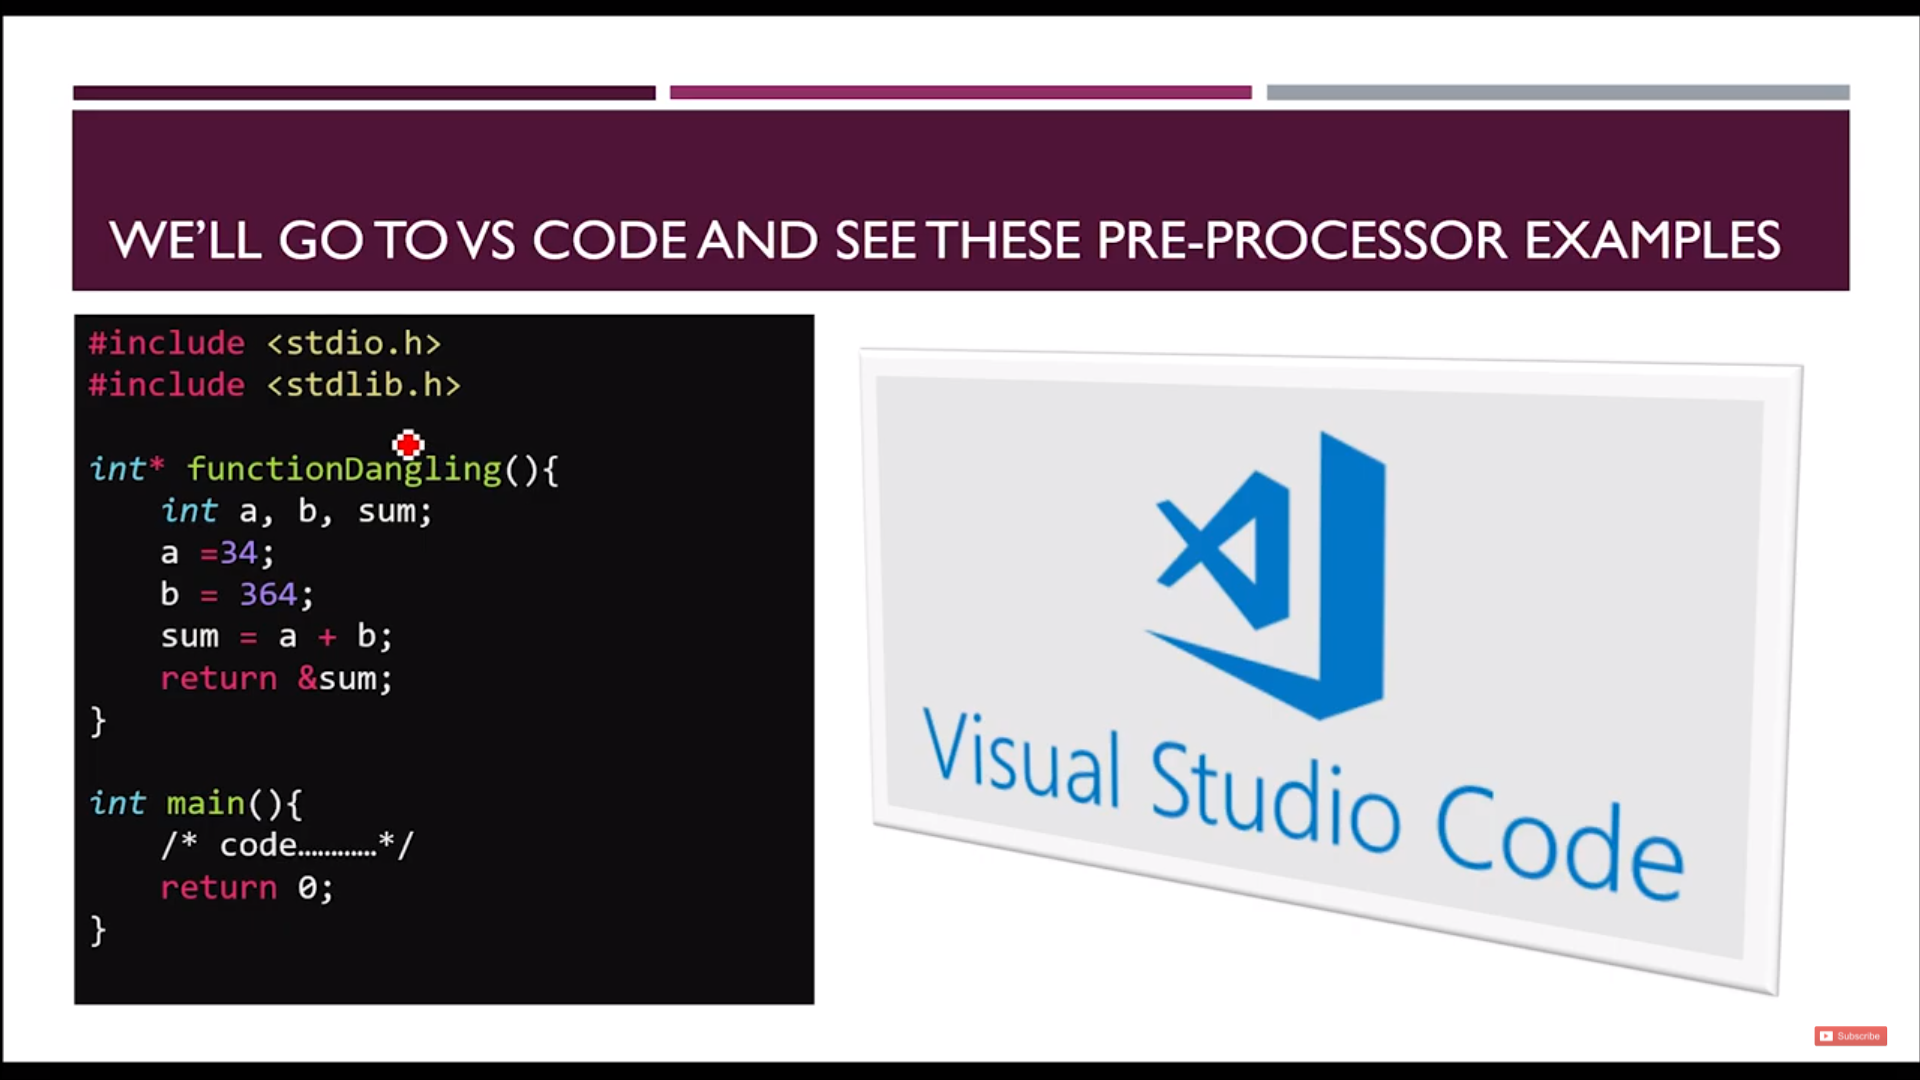 WE'LL GO TO VS CODE AND SEE THESE PRE-PROCESSOR EXAMPLES
#include <stdio.h>
#include <stdlib.h>
int* functionDangling(){
    int a, b, sum;
    a =34;
    b = 364;
    sum = a + b;
    return &sum;
}
int main(){
    /* code…………*/
    return 0;
}
Visual Studio Code
Subscribe